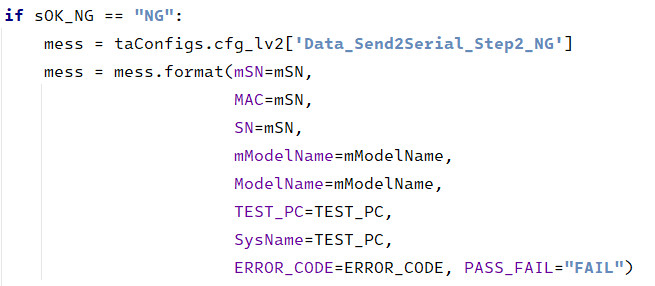 if sOK_NG == "NG":
    mess = taConfigs.cfg_lv2['Data_Send2Serial_Step2_NG']
    mess = mess.format(mSN=mSN,
                       MAC=mSN,
                       SN=mSN,
                       mModelName=mModelName,
                       ModelName=mModelName,
                       TEST_PC=TEST_PC,
                       SysName=TEST_PC,
                       ERROR_CODE=ERROR_CODE, PASS_FAIL="FAIL")